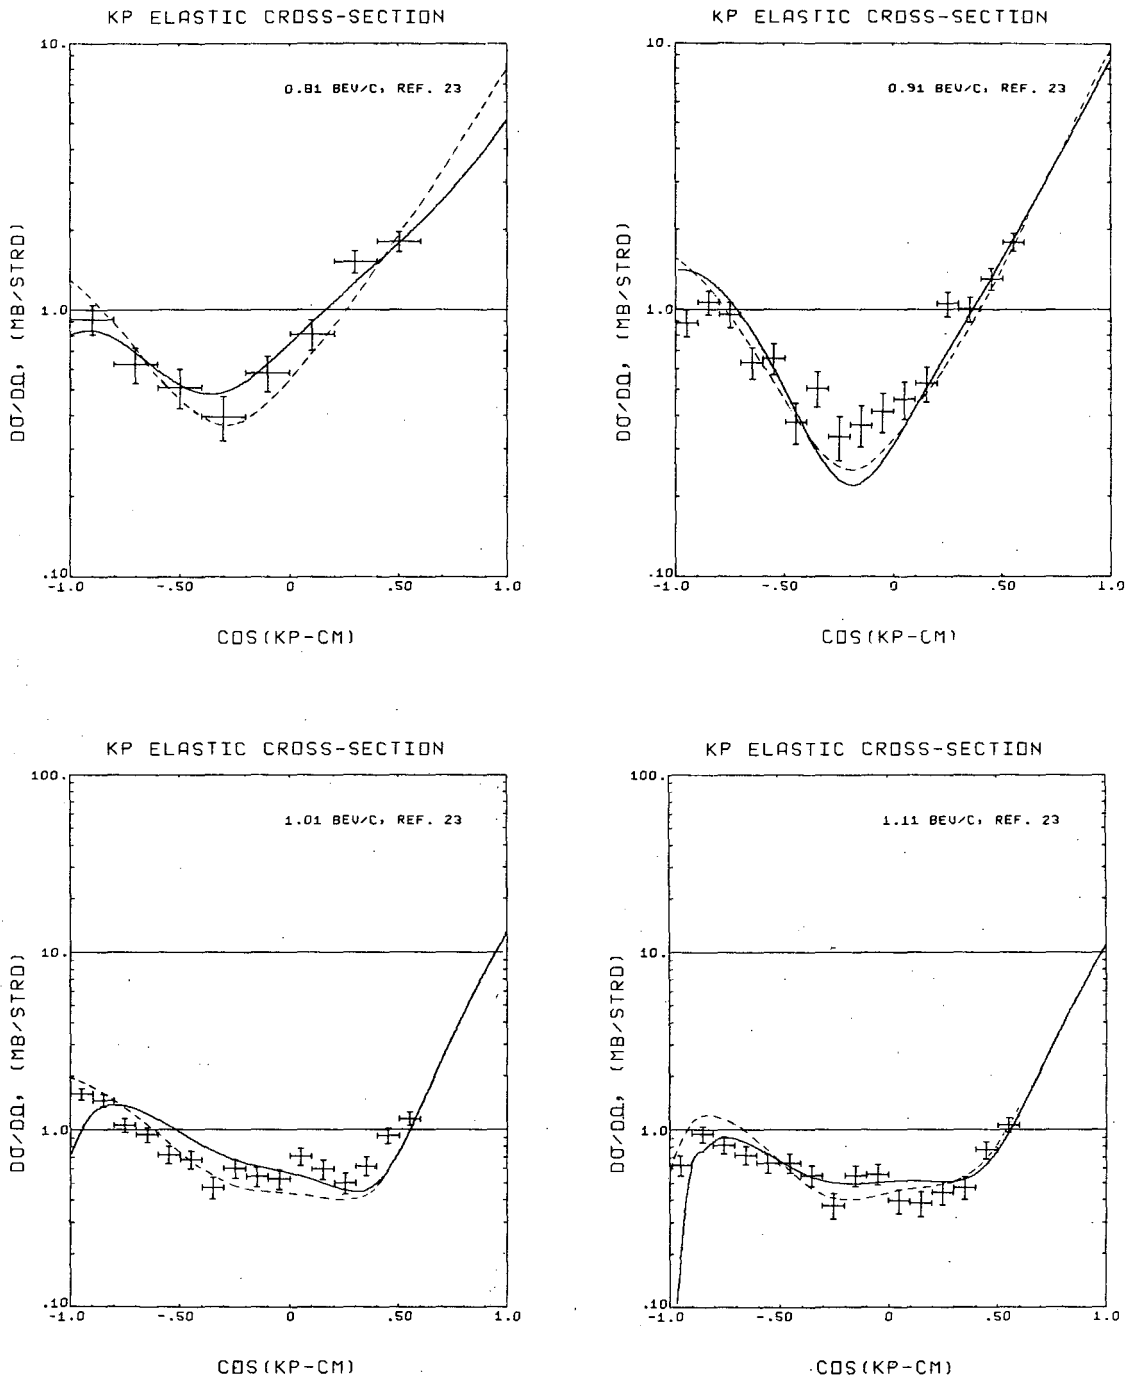 KP ELASTIC CROSS-SECTION
10.
0.81 BEV/C, REF. 23
Dσ/DΩ, (MB/STRD)
1.0
.10
-1.0 -.50 0 .50 1.0
COS(KP-CM)
KP ELASTIC CROSS-SECTION
10.
0.91 BEV/C, REF. 23
Dσ/DΩ, (MB/STRD)
1.0
.10
-1.0 -.50 0 .50 1.0
COS(KP-CM)
KP ELASTIC CROSS-SECTION
100.
1.01 BEV/C, REF. 23
10.
Dσ/DΩ, (MB/STRD)
1.0
.10
-1.0 -.50 0 .50 1.0
COS(KP-CM)
KP ELASTIC CROSS-SECTION
100.
1.11 BEV/C, REF. 23
10.
Dσ/DΩ, (MB/STRD)
1.0
.10
-1.0 -.50 0 .50 1.0
COS(KP-CM)